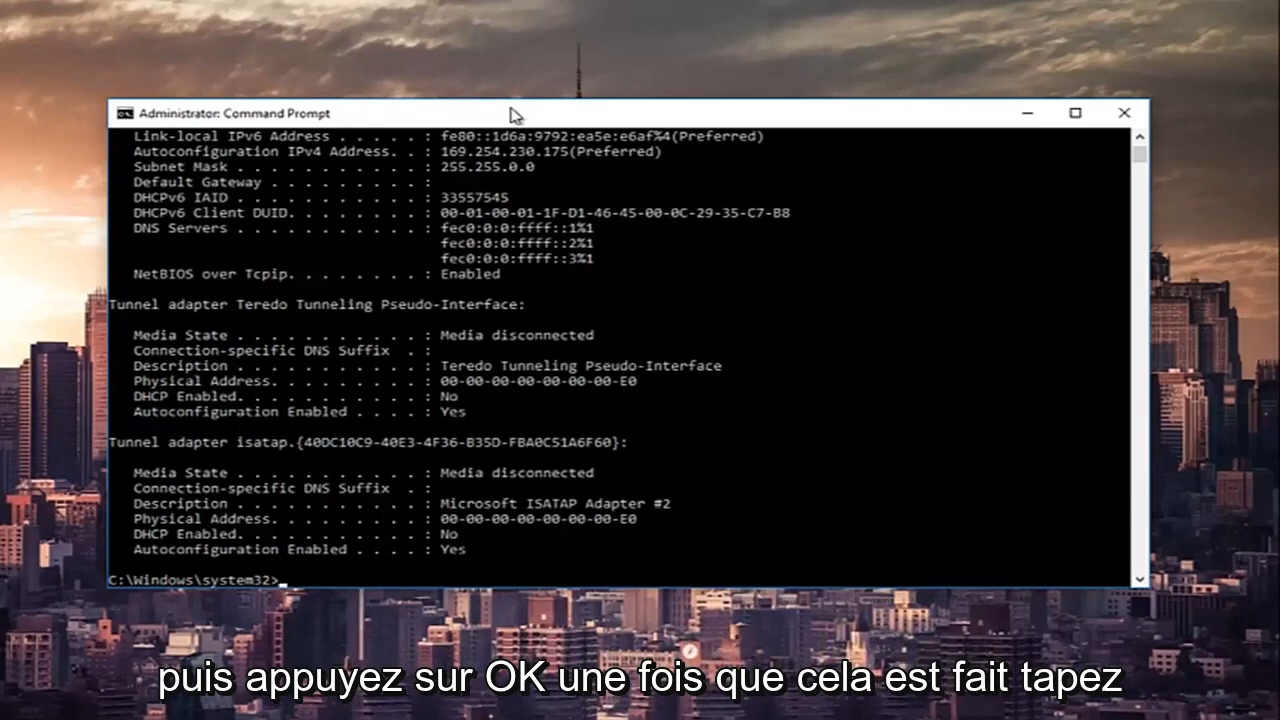 Administrator: Command Prompt
Link-local IPv6 Address . . . . . : fe80::1d6a:9792:ea5e:e6af%4(Preferred)
Autoconfiguration IPv4 Address. . : 169.254.230.175(Preferred)
Subnet Mask . . . . . . . . . . . : 255.255.0.0
Default Gateway . . . . . . . . . :
DHCPv6 IAID . . . . . . . . . . . : 33557545
DHCPv6 Client DUID. . . . . . . . : 00-01-00-01-1F-D1-46-45-00-0C-29-35-C7-B8
DNS Servers . . . . . . . . . . . : fec0:0:0:ffff::1%1
fec0:0:0:ffff::2%1
fec0:0:0:ffff::3%1
NetBIOS over Tcpip. . . . . . . . : Enabled
Tunnel adapter Teredo Tunneling Pseudo-Interface:
Media State . . . . . . . . . . . : Media disconnected
Connection-specific DNS Suffix  . :
Description . . . . . . . . . . . : Teredo Tunneling Pseudo-Interface
Physical Address. . . . . . . . . : 00-00-00-00-00-00-00-E0
DHCP Enabled. . . . . . . . . . . : No
Autoconfiguration Enabled . . . . : Yes
Tunnel adapter isatap.{40DC10C9-40E3-4F36-B35D-FBA0C51A6F60}:
Media State . . . . . . . . . . . : Media disconnected
Connection-specific DNS Suffix  . :
Description . . . . . . . . . . . : Microsoft ISATAP Adapter #2
Physical Address. . . . . . . . . : 00-00-00-00-00-00-00-E0
DHCP Enabled. . . . . . . . . . . : No
Autoconfiguration Enabled . . . . : Yes
C:\Windows\system32>
puis appuyez sur OK une fois que cela est fait tapez